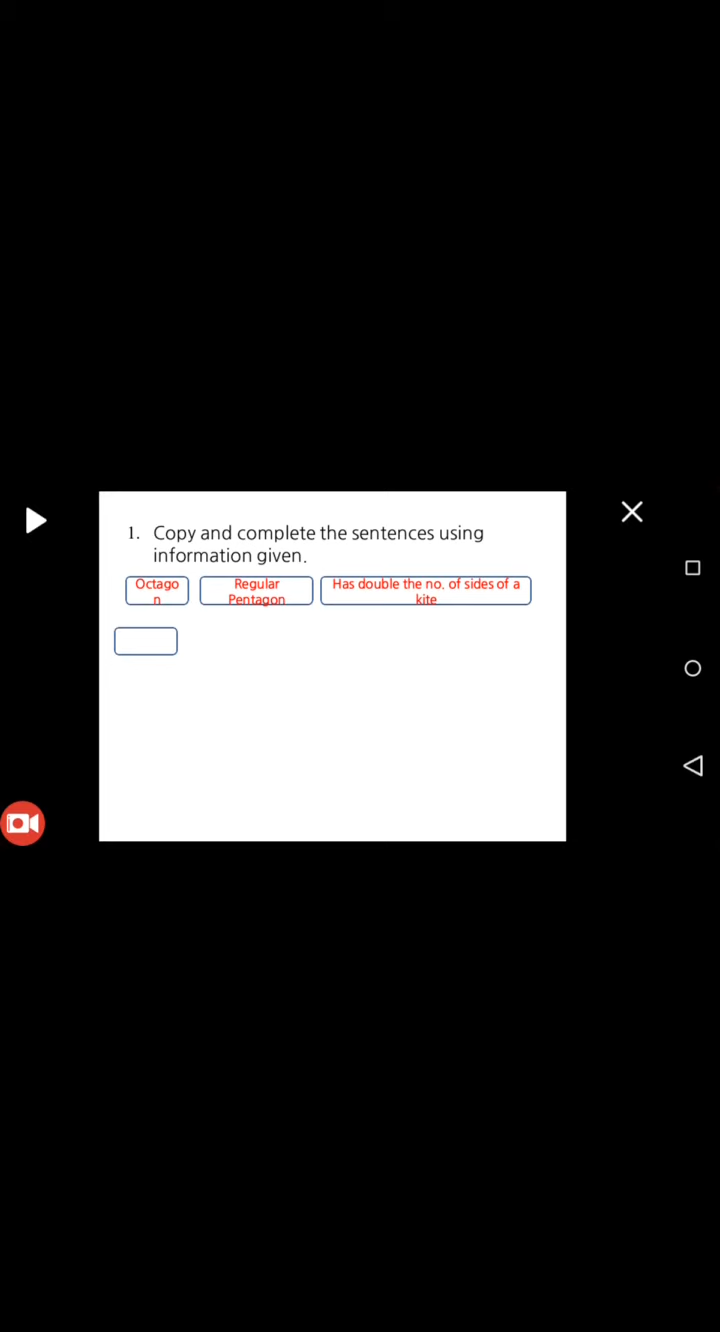 1. Copy and complete the sentences using
information given.
Octago
n
Regular
Pentagon
Has double the no. of sides of a
kite